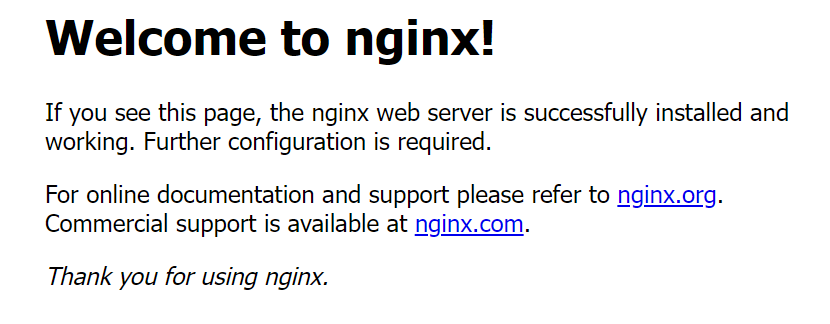 Welcome to nginx!
If you see this page, the nginx web server is successfully installed and
working. Further configuration is required.
For online documentation and support please refer to nginx.org.
Commercial support is available at nginx.com.
Thank you for using nginx.